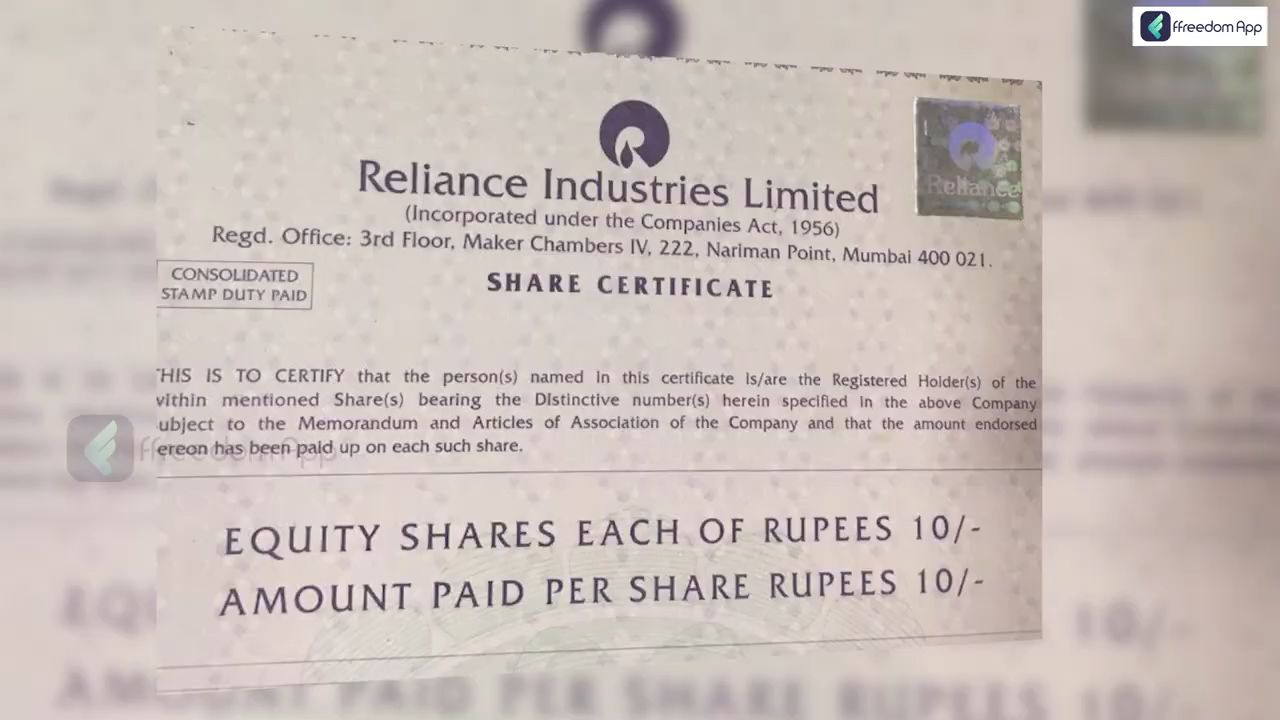 ffreedom App
Reliance
Reliance Industries Limited
(Incorporated under the Companies Act, 1956)
Regd. Office: 3rd Floor, Maker Chambers IV, 222, Nariman Point, Mumbai 400 021.
CONSOLIDATED
STAMP DUTY PAID
SHARE CERTIFICATE
HIS IS TO CERTIFY that the person(s) named in this certificate is/are the Registered Holder(s) of the
within mentioned Share(s) bearing the Distinctive number(s) herein specified in the above Company
ubject to the Memorandum and Articles of Association of the Company and that the amount endorsed
ereon has been paid up on each such share.
ffreedom App
EQUITY SHARES EACH OF RUPEES 10/-
AMOUNT PAID PER SHARE RUPEES 10/-